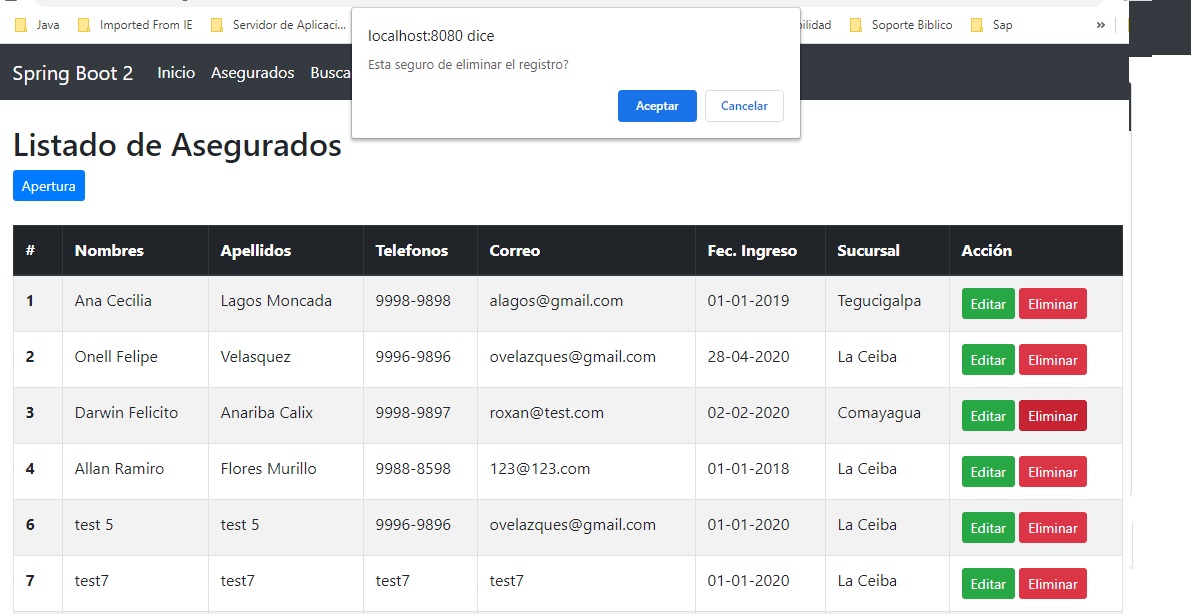 Java Imported From IE Servidor de Aplicaci... Soporte Biblico Sap »
localhost:8080 dice
Esta seguro de eliminar el registro?
Aceptar Cancelar
Spring Boot 2 Inicio Asegurados
Listado de Asegurados
Apertura
# Nombres Apellidos Telefonos Correo Fec. Ingreso Sucursal Acción
1 Ana Cecilia Lagos Moncada 9998-9898 alagos@gmail.com 01-01-2019 Tegucigalpa Editar Eliminar
2 Onell Felipe Velasquez 9996-9896 ovelazques@gmail.com 28-04-2020 La Ceiba Editar Eliminar
3 Darwin Felicito Anariba Calix 9998-9897 roxan@test.com 02-02-2020 Comayagua Editar Eliminar
4 Allan Ramiro Flores Murillo 9988-8598 123@123.com 01-01-2018 La Ceiba Editar Eliminar
6 test 5 test 5 9996-9896 ovelazques@gmail.com 01-01-2020 La Ceiba Editar Eliminar
7 test7 test7 test7 test7 01-01-2020 La Ceiba Editar Eliminar